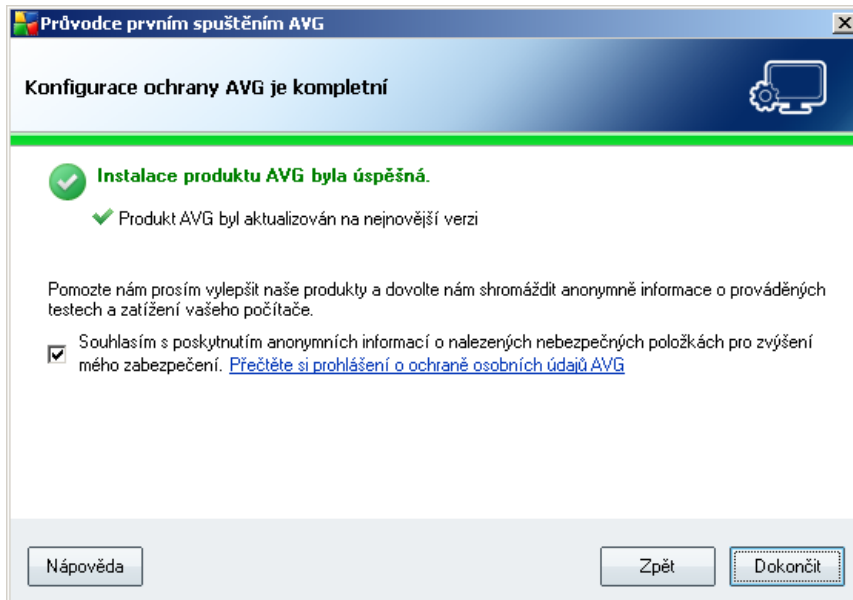 Průvodce prvním spuštěním AVG
Konfigurace ochrany AVG je kompletní
Instalace produktu AVG byla úspěšná.
Produkt AVG byl aktualizován na nejnovější verzi
Pomozte nám prosím vylepšit naše produkty a dovolte nám shromáždit anonymně informace o prováděných
testech a zatížení vašeho počítače.
Souhlasím s poskytnutím anonymních informací o nalezených nebezpečných položkách pro zvýšení
mého zabezpečení. Přečtěte si prohlášení o ochraně osobních údajů AVG
Nápověda
Zpět
Dokončit